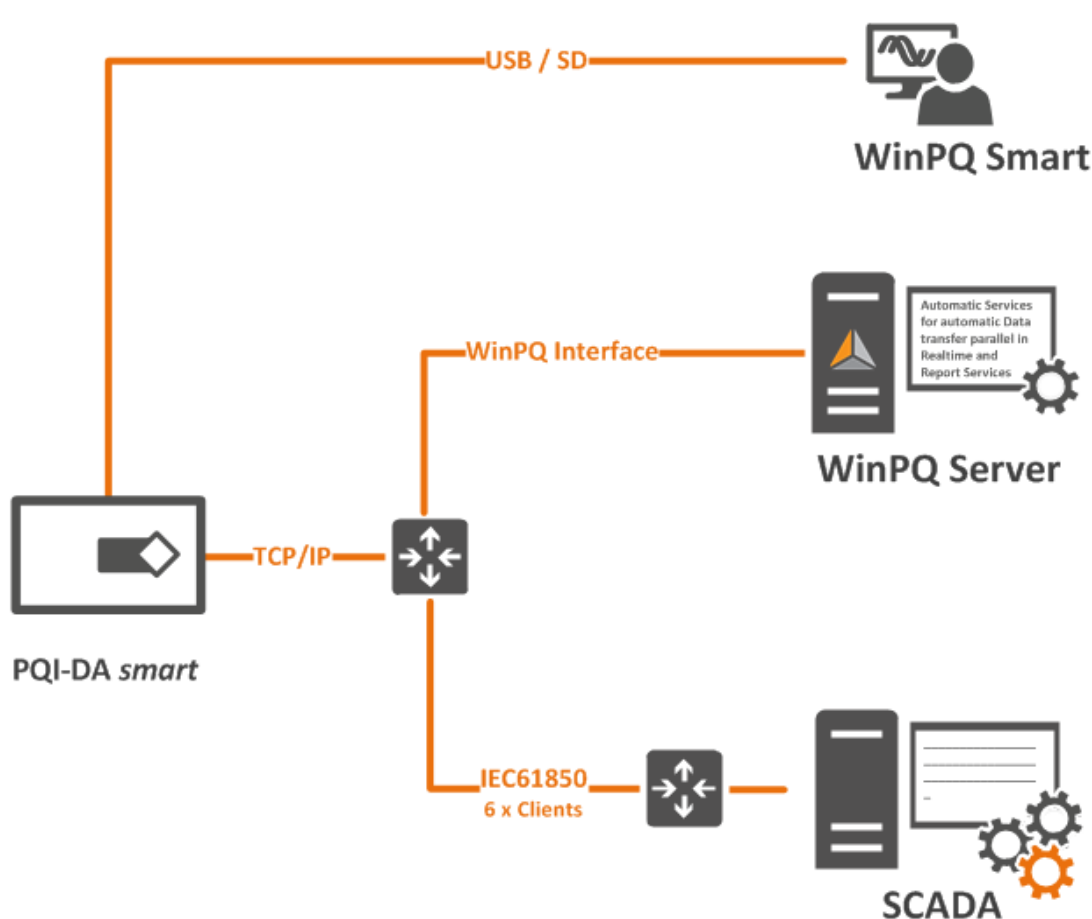 USB / SD
WinPQ Smart
Automatic Services
for automatic Data
transfer parallel in
Realtime and
Report Services
WinPQ Interface
WinPQ Server
TCP/IP
PQI-DA smart
IEC61850
6 x Clients
SCADA